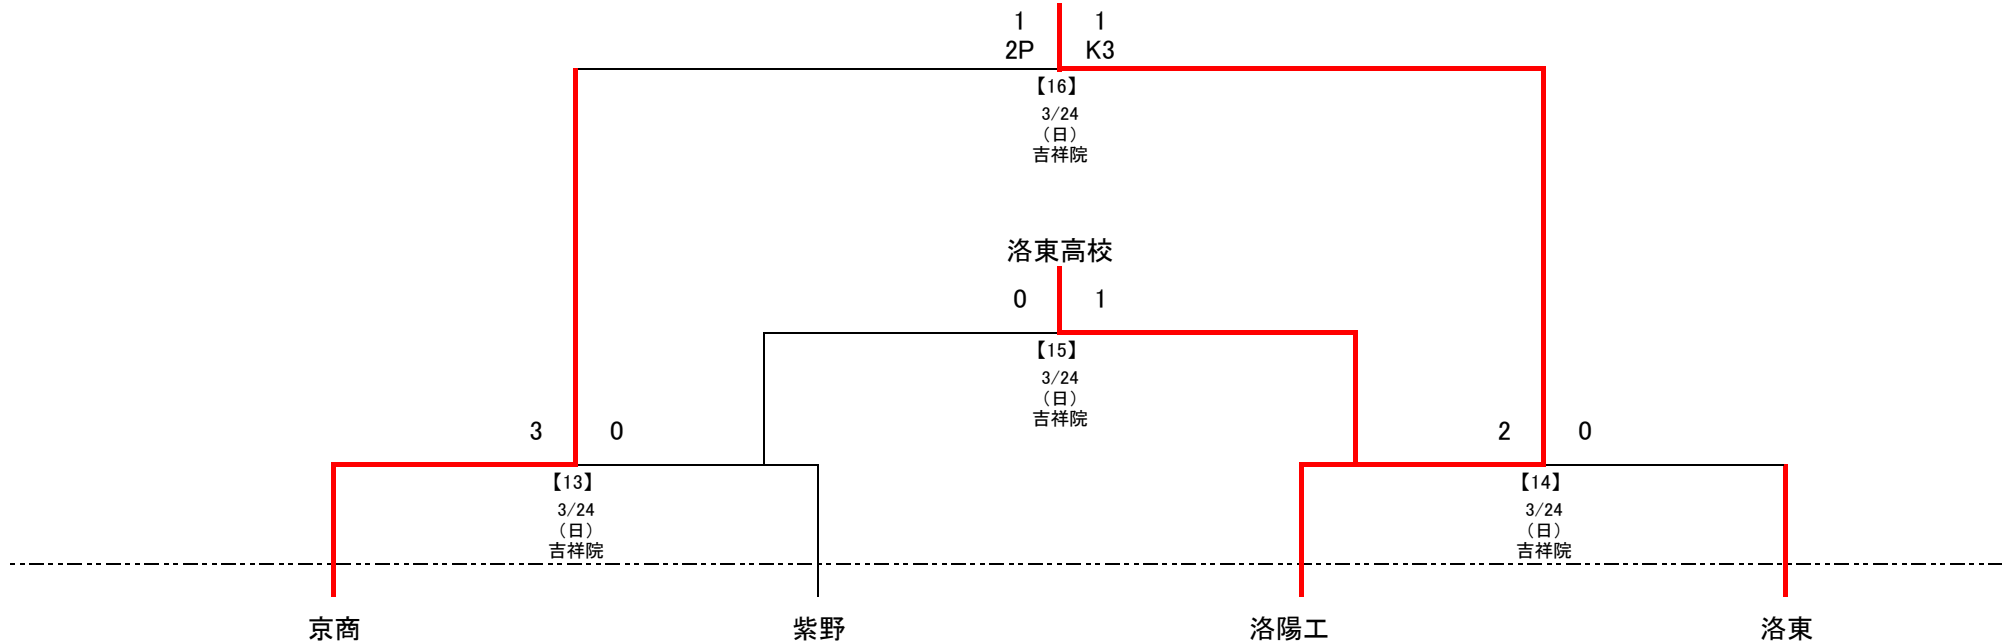 1 1
2P K3
【16】
3/24
（日）
吉祥院
洛東高校
0 1
【15】
3/24
（日）
吉祥院
3 0
2 0
【13】
3/24
（日）
吉祥院
【14】
3/24
（日）
吉祥院
京商 紫野 洛陽工 洛東